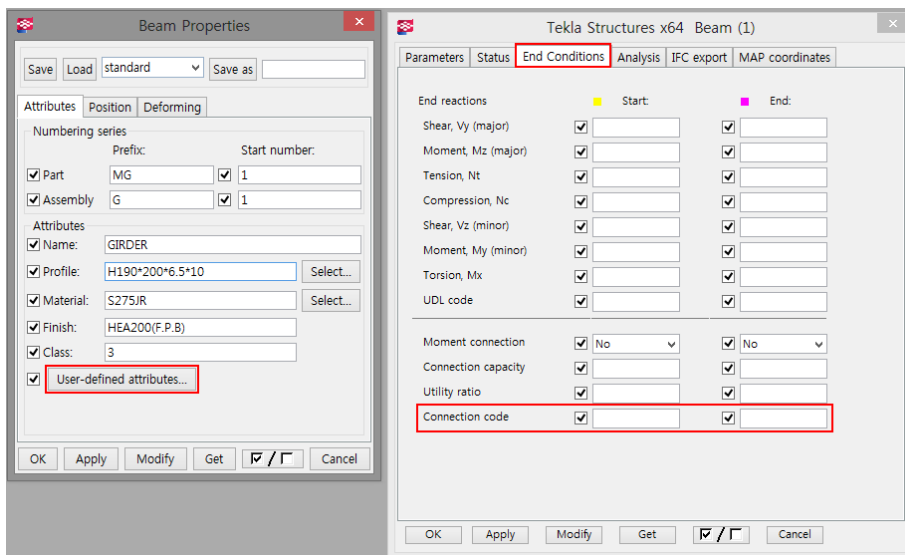 Beam Properties
Save Load standard Save as
Attributes Position Deforming
Numbering series
Prefix: Start number:
Part MG 1
Assembly G 1
Attributes
Name: GIRDER
Profile: H190*200*6.5*10 Select...
Material: S275JR Select...
Finish: HEA200(F.P.B)
Class: 3
User-defined attributes...
OK Apply Modify Get / Cancel
Tekla Structures x64 Beam (1)
Parameters Status End Conditions Analysis IFC export MAP coordinates
End reactions Start: End:
Shear, Vy (major)
Moment, Mz (major)
Tension, Nt
Compression, Nc
Shear, Vz (minor)
Moment, My (minor)
Torsion, Mx
UDL code
Moment connection No No
Connection capacity
Utility ratio
Connection code
OK Apply Modify Get / Cancel